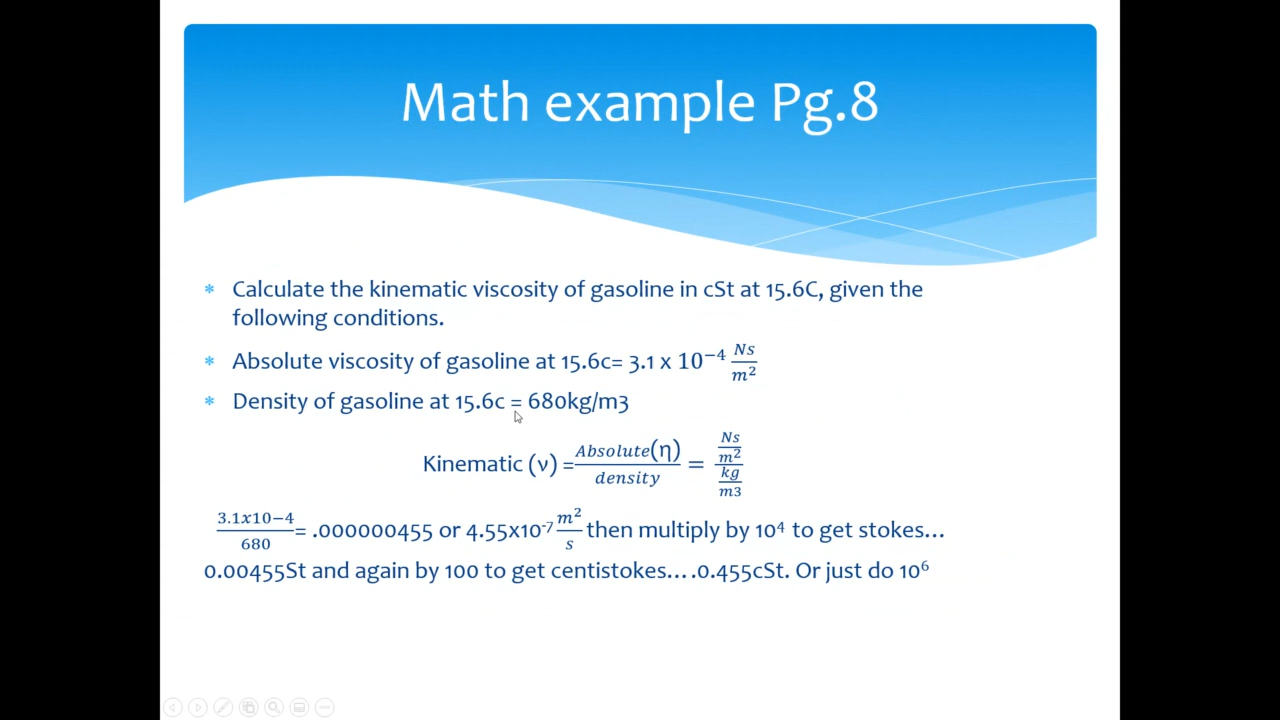 Math example Pg.8
* Calculate the kinematic viscosity of gasoline in cSt at 15.6C, given the
following conditions.
* Absolute viscosity of gasoline at 15.6c= 3.1 x 10⁻⁴ Ns/m²
* Density of gasoline at 15.6c = 680kg/m3
Kinematic (ν) = Absolute(η)/density = (Ns/m²)/(kg/m3)
3.1x10−4/680 = .000000455 or 4.55x10⁻⁷ m²/s then multiply by 10⁴ to get stokes…
0.00455St and again by 100 to get centistokes….0.455cSt. Or just do 10⁶